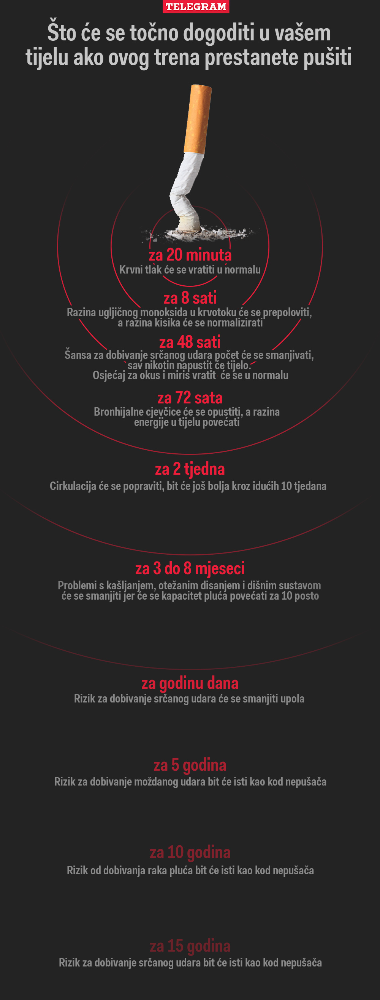 TELEGRAM
Što će se točno dogoditi u vašem
tijelu ako ovog trena prestanete pušiti
za 20 minuta
Krvni tlak će se vratiti u normalu
za 8 sati
Razina ugljičnog monoksida u krvotoku će se prepoloviti,
a razina kisika će se normalizirati
za 48 sati
Šansa za dobivanje srčanog udara počet će se smanjivati,
sav nikotin napustit će tijelo.
Osjećaj za okus i miris vratit će se u normalu
za 72 sata
Bronhijalne cjevčice će se opustiti, a razina
energije u tijelu povećati
za 2 tjedna
Cirkulacija će se popraviti, bit će još bolja kroz idućih 10 tjedana
za 3 do 8 mjeseci
Problemi s kašljanjem, otežanim disanjem i dišnim sustavom
će se smanjiti jer će se kapacitet pluća povećati za 10 posto
za godinu dana
Rizik za dobivanje srčanog udara će se smanjiti upola
za 5 godina
Rizik za dobivanje moždanog udara bit će isti kao kod nepušača
za 10 godina
Rizik od dobivanja raka pluća bit će isti kao kod nepušača
za 15 godina
Rizik za dobivanje srčanog udara bit će isti kao kod nepušača